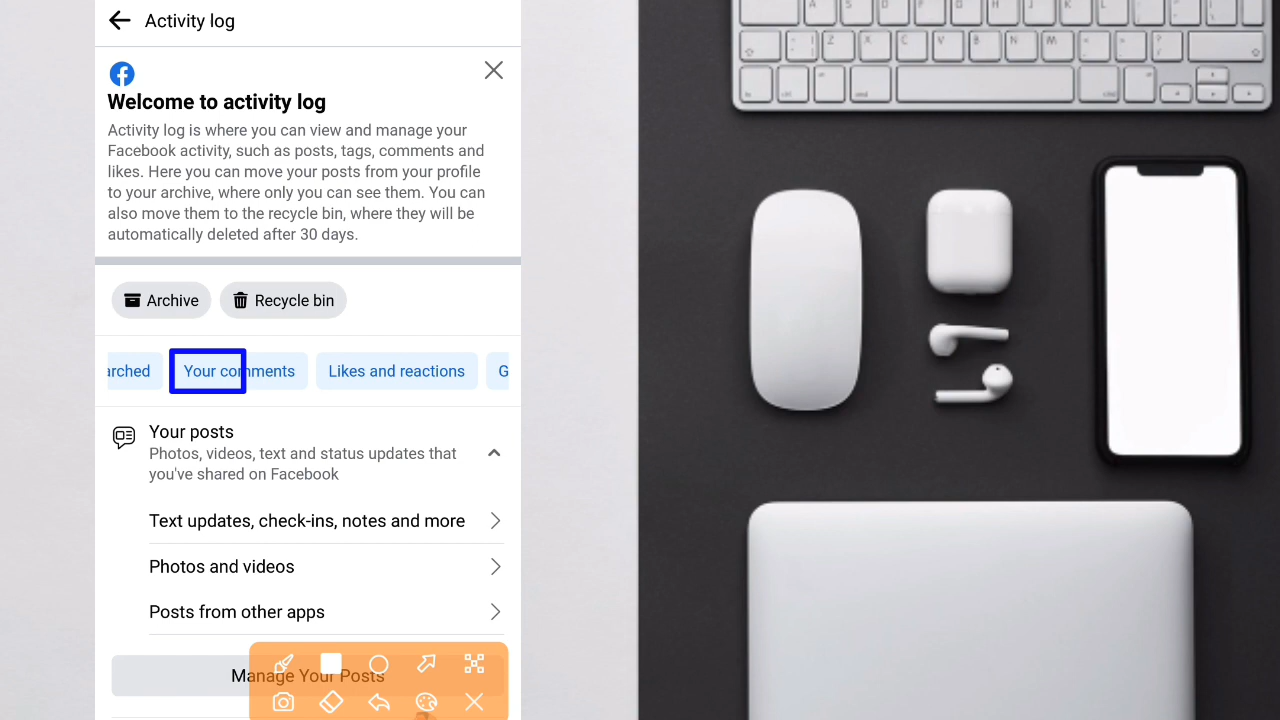 Activity log
Welcome to activity log
Activity log is where you can view and manage your
Facebook activity, such as posts, tags, comments and
likes. Here you can move your posts from your profile
to your archive, where only you can see them. You can
also move them to the recycle bin, where they will be
automatically deleted after 30 days.
Archive Recycle bin
arched Your comments Likes and reactions G
Your posts
Photos, videos, text and status updates that
you've shared on Facebook
Text updates, check-ins, notes and more
Photos and videos
Posts from other apps
Manage Your Posts
A S D F G H J K L
Z X C V B N M